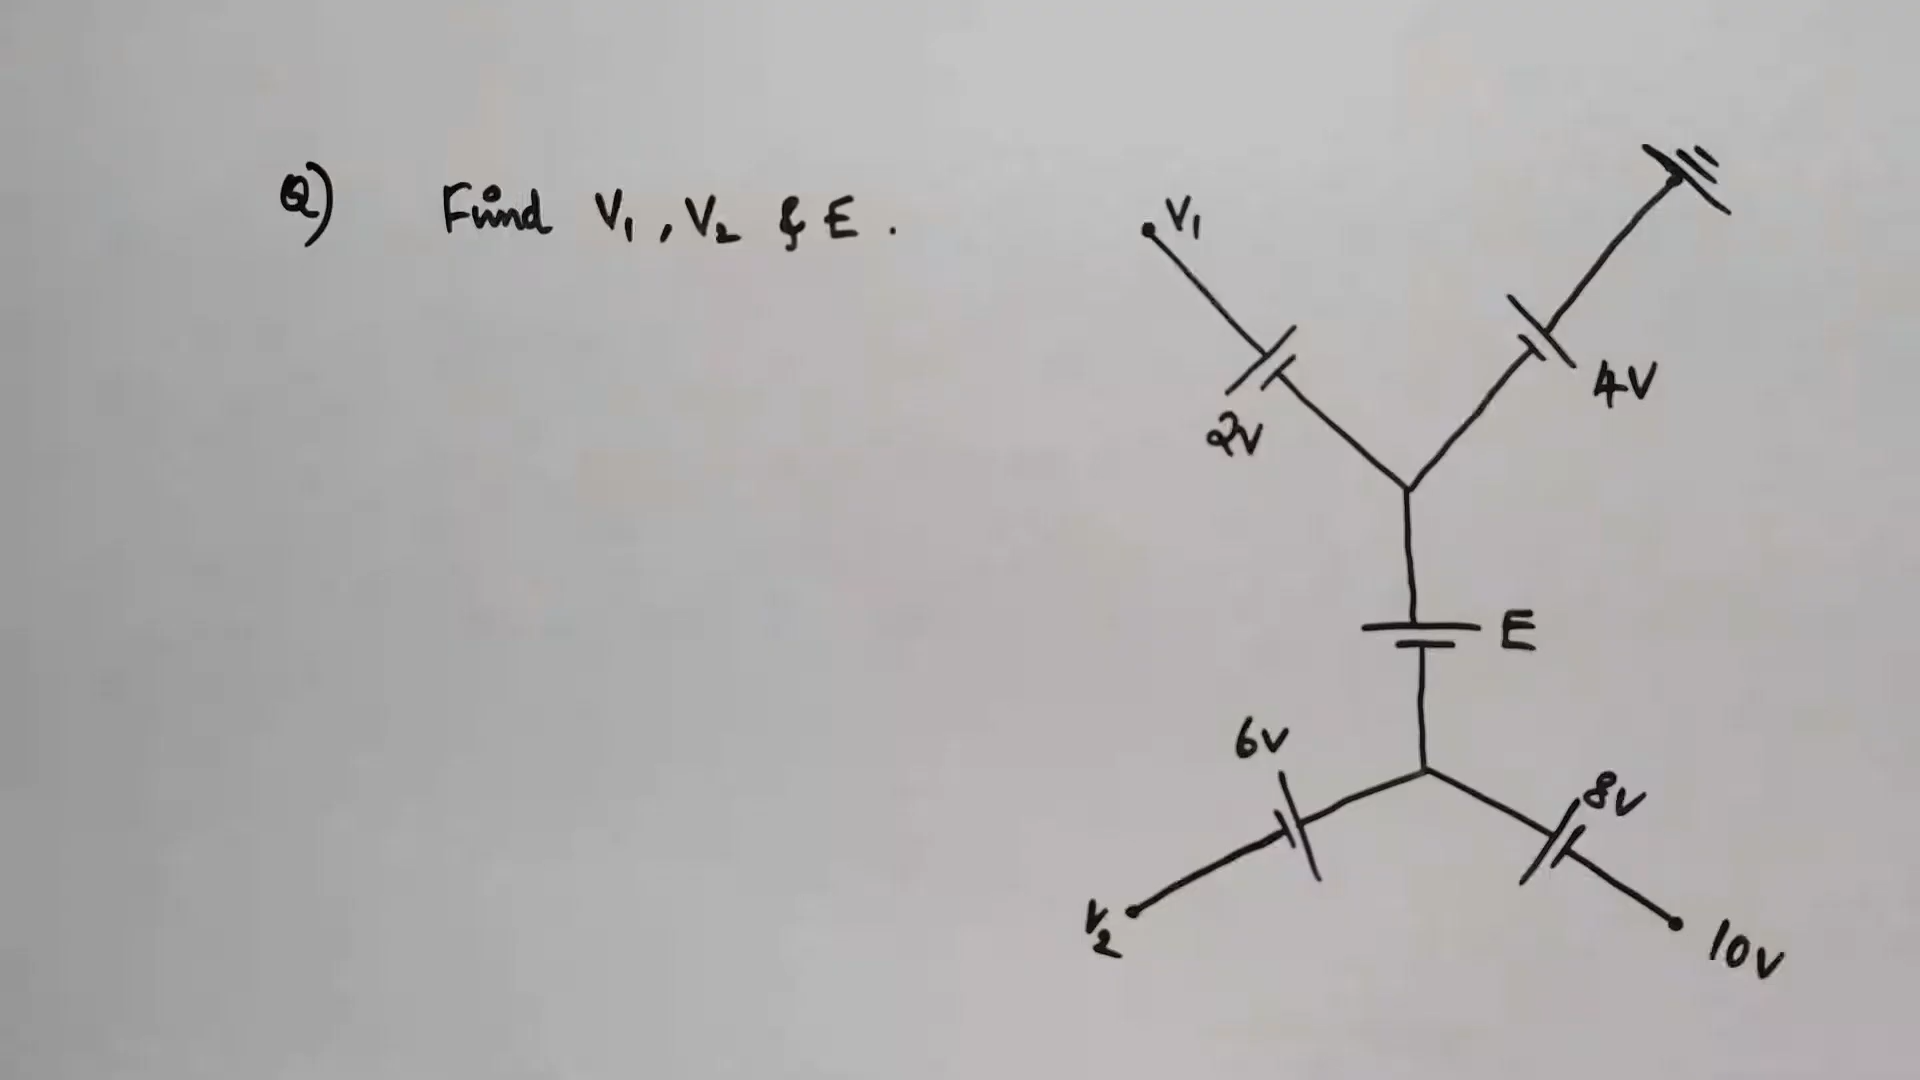 Q) Find V₁, V₂ & E.
V₁
4V
2V
E
6V
8V
V₂
10V